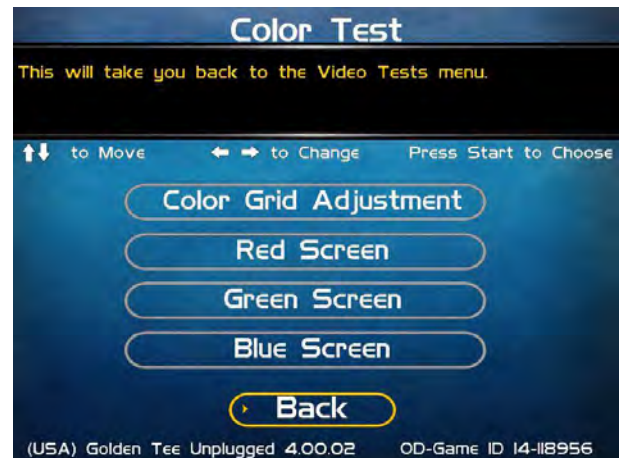 Color Test
This will take you back to the Video Tests menu.
to Move to Change Press Start to Choose
Color Grid Adjustment
Red Screen
Green Screen
Blue Screen
Back
(USA) Golden Tee Unplugged 4.00.02 OD-Game ID 14-118956